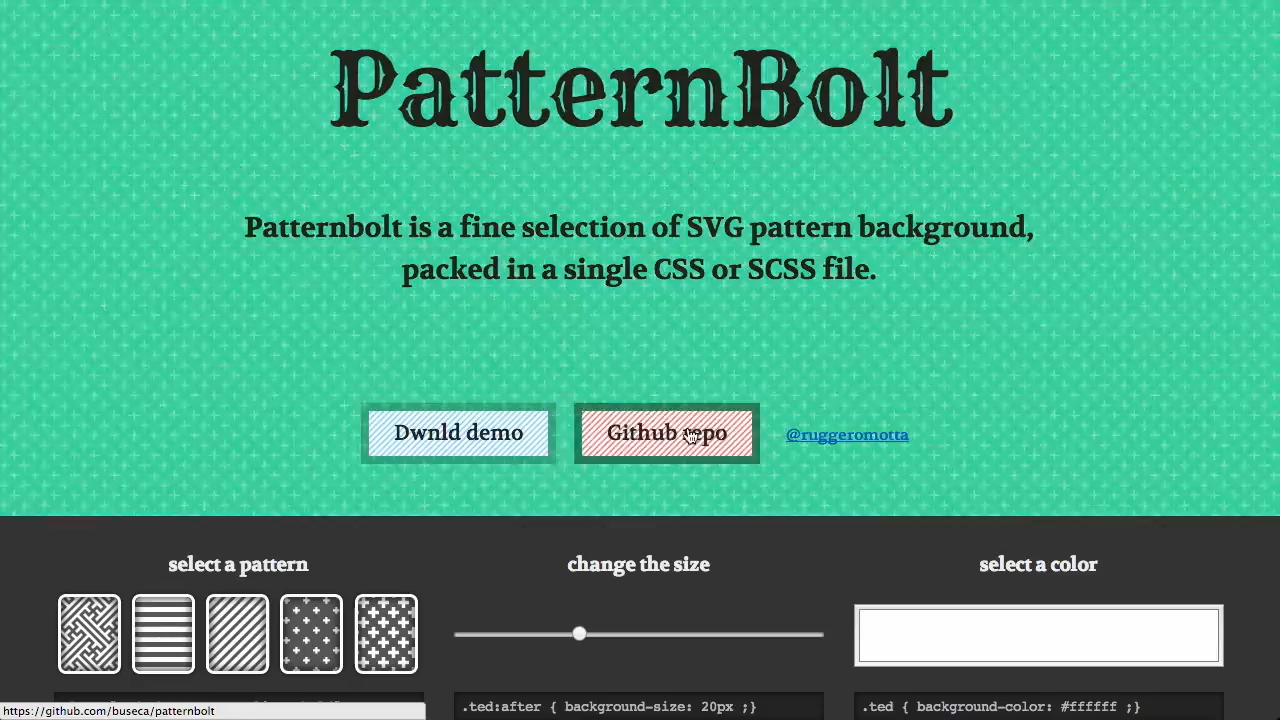 PatternBolt
Patternbolt is a fine selection of SVG pattern background,
packed in a single CSS or SCSS file.
Dwnld demo
Github repo
@ruggeromotta
select a pattern
change the size
select a color
.ted:after { background-size: 20px ;}
.ted { background-color: #ffffff ;}
https://github.com/buseca/patternbolt